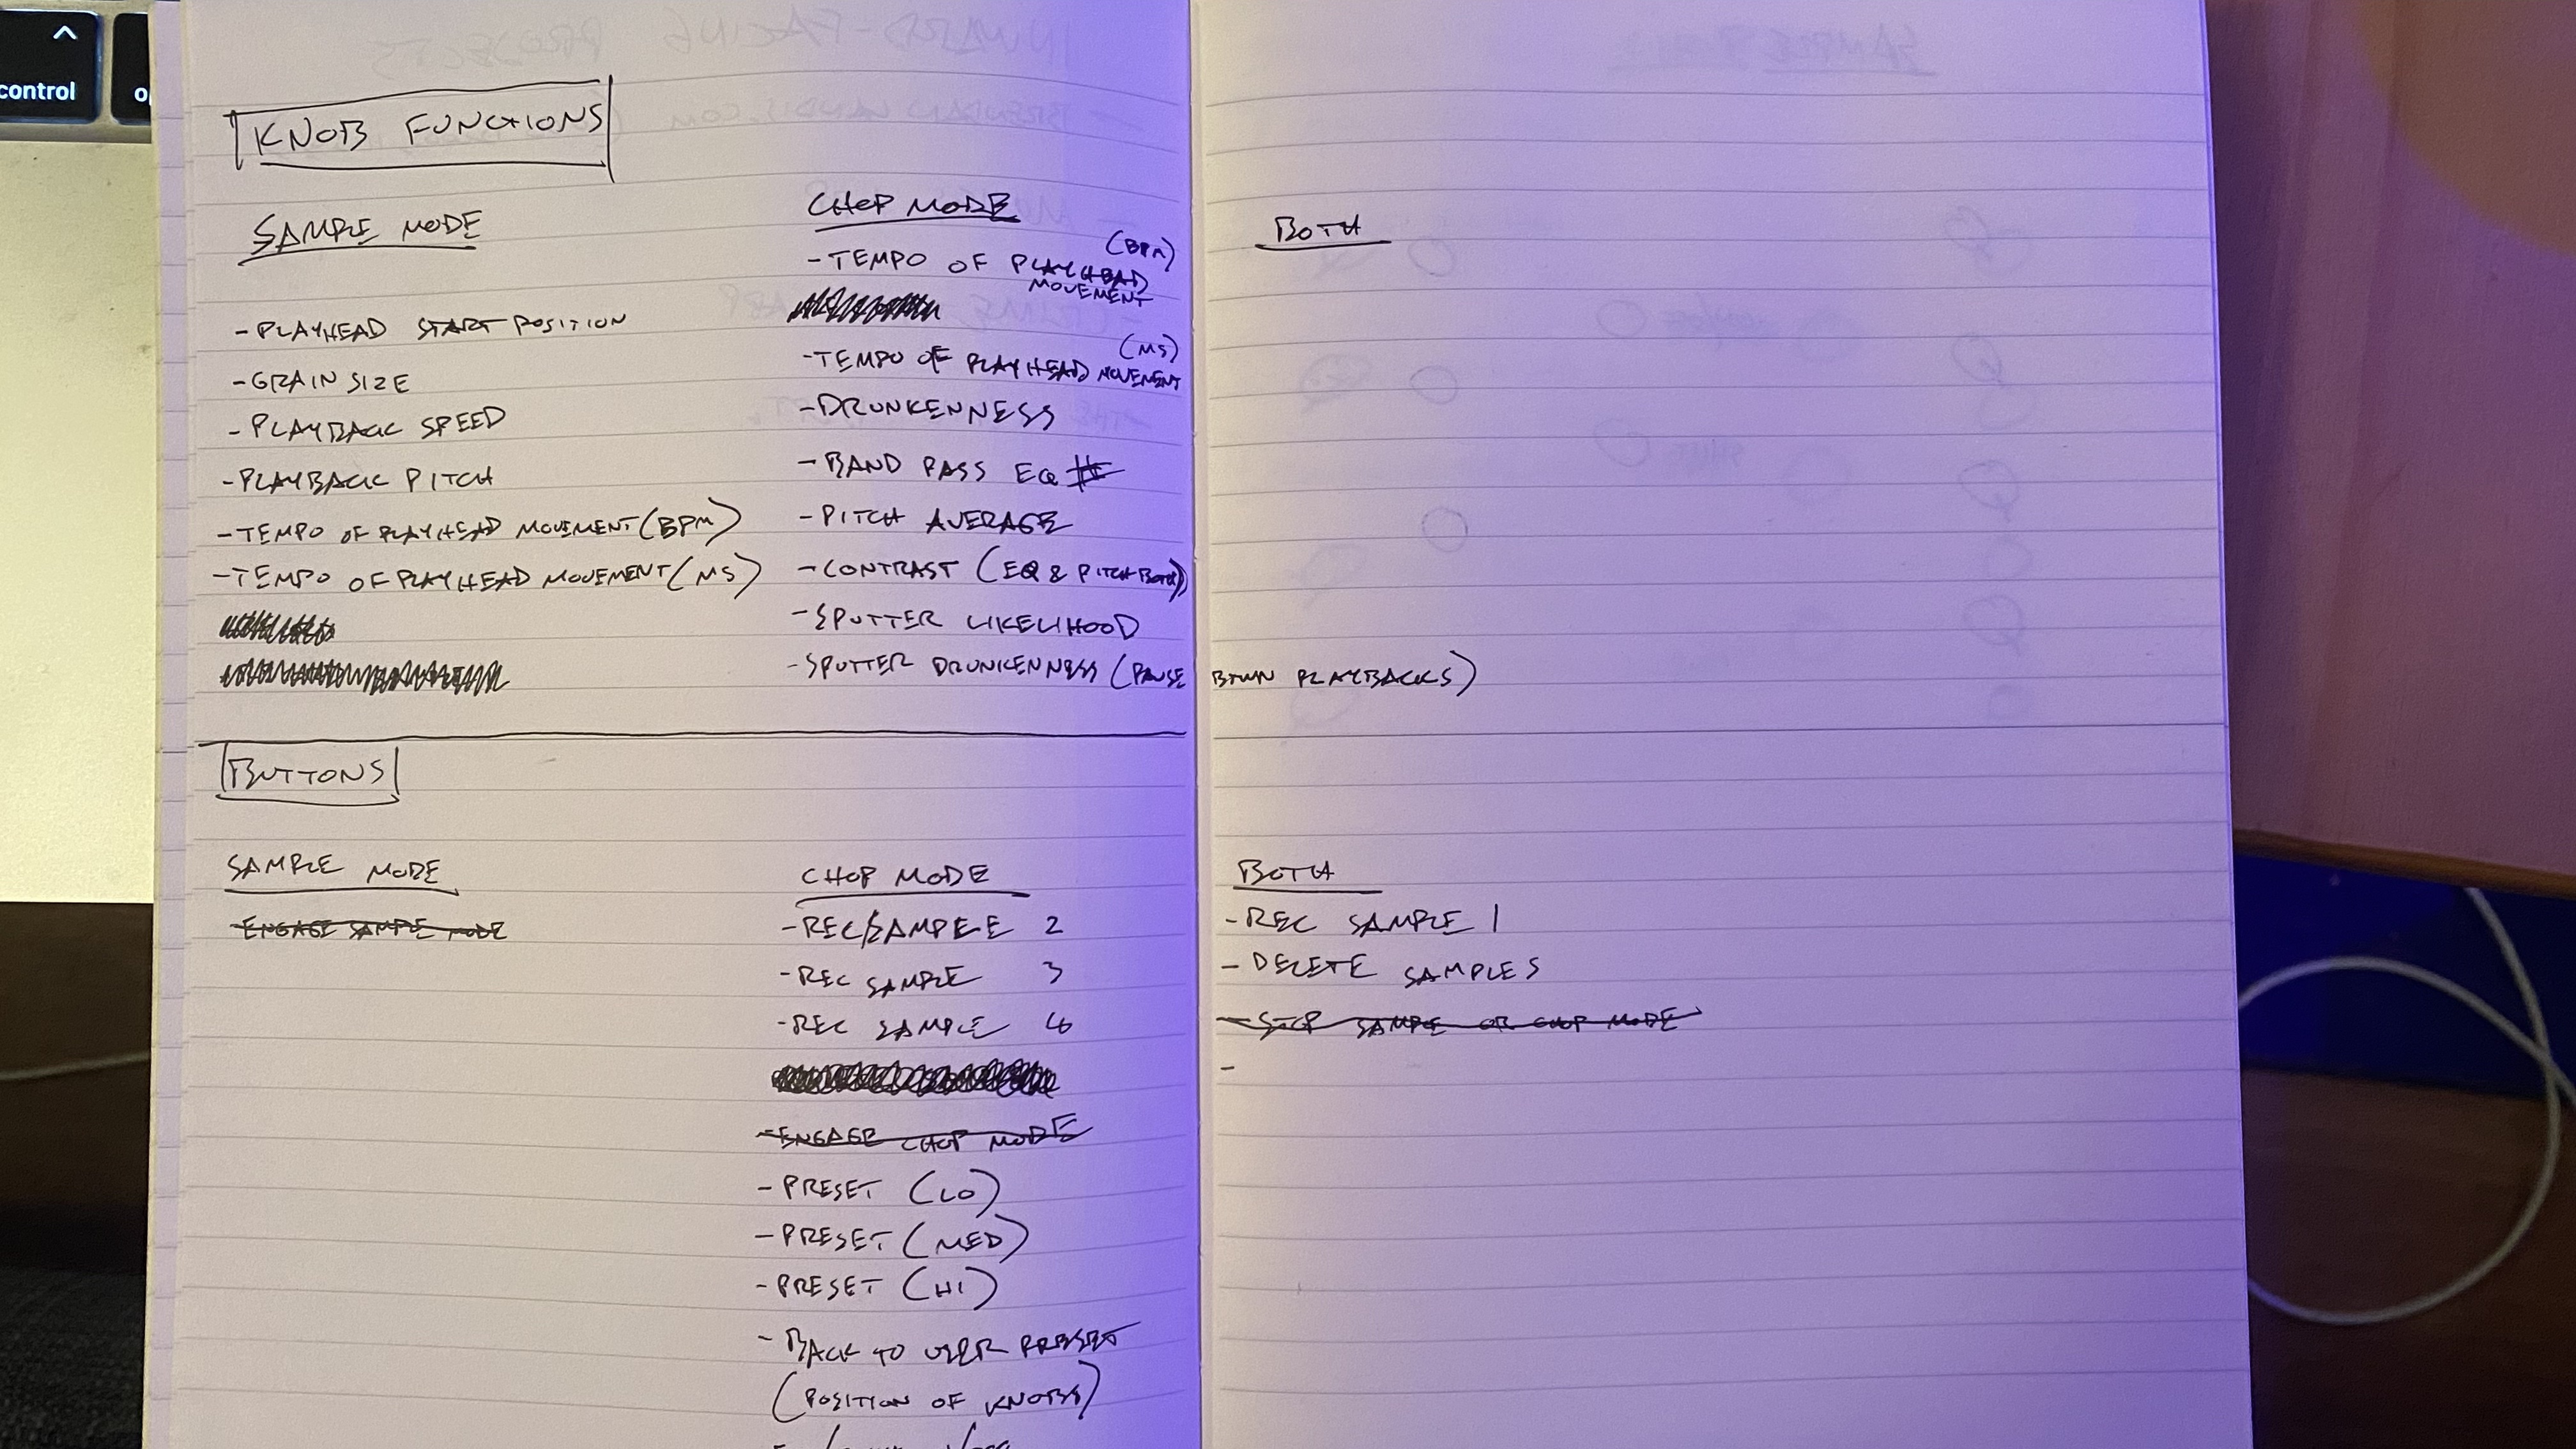 control
KNOB FUNCTIONS
SAMPLE MODE
- PLAYHEAD START POSITION
- GRAIN SIZE
- PLAYBACK SPEED
- PLAYBACK PITCH
- TEMPO OF PLAYHEAD MOVEMENT (BPM)
- TEMPO OF PLAYHEAD MOVEMENT (MS)
CHOP MODE
- TEMPO OF PLAYHEAD (BPM)
MOVEMENT
- TEMPO OF PLAYHEAD MOVEMENT (MS)
- DRUNKENNESS
- BAND PASS EQ
- PITCH AVERAGE
- CONTRAST (EQ & PITCH BOTH)
- SPUTTER LIKELIHOOD
- SPUTTER DRUNKENNESS (PAUSE BTWN PLAYBACKS)
BOTH
BUTTONS
SAMPLE MODE
- ENGAGE SAMPLE MODE
CHOP MODE
- REC SAMPLE 2
- REC SAMPLE 3
- REC SAMPLE 4
- ENGAGE CHOP MODE
- PRESET (LO)
- PRESET (MED)
- PRESET (HI)
- BACK TO USER PRESET
(POSITION OF KNOBS)
BOTH
- REC SAMPLE 1
- DELETE SAMPLES
- STOP SAMPLE OR CHOP MODE
-